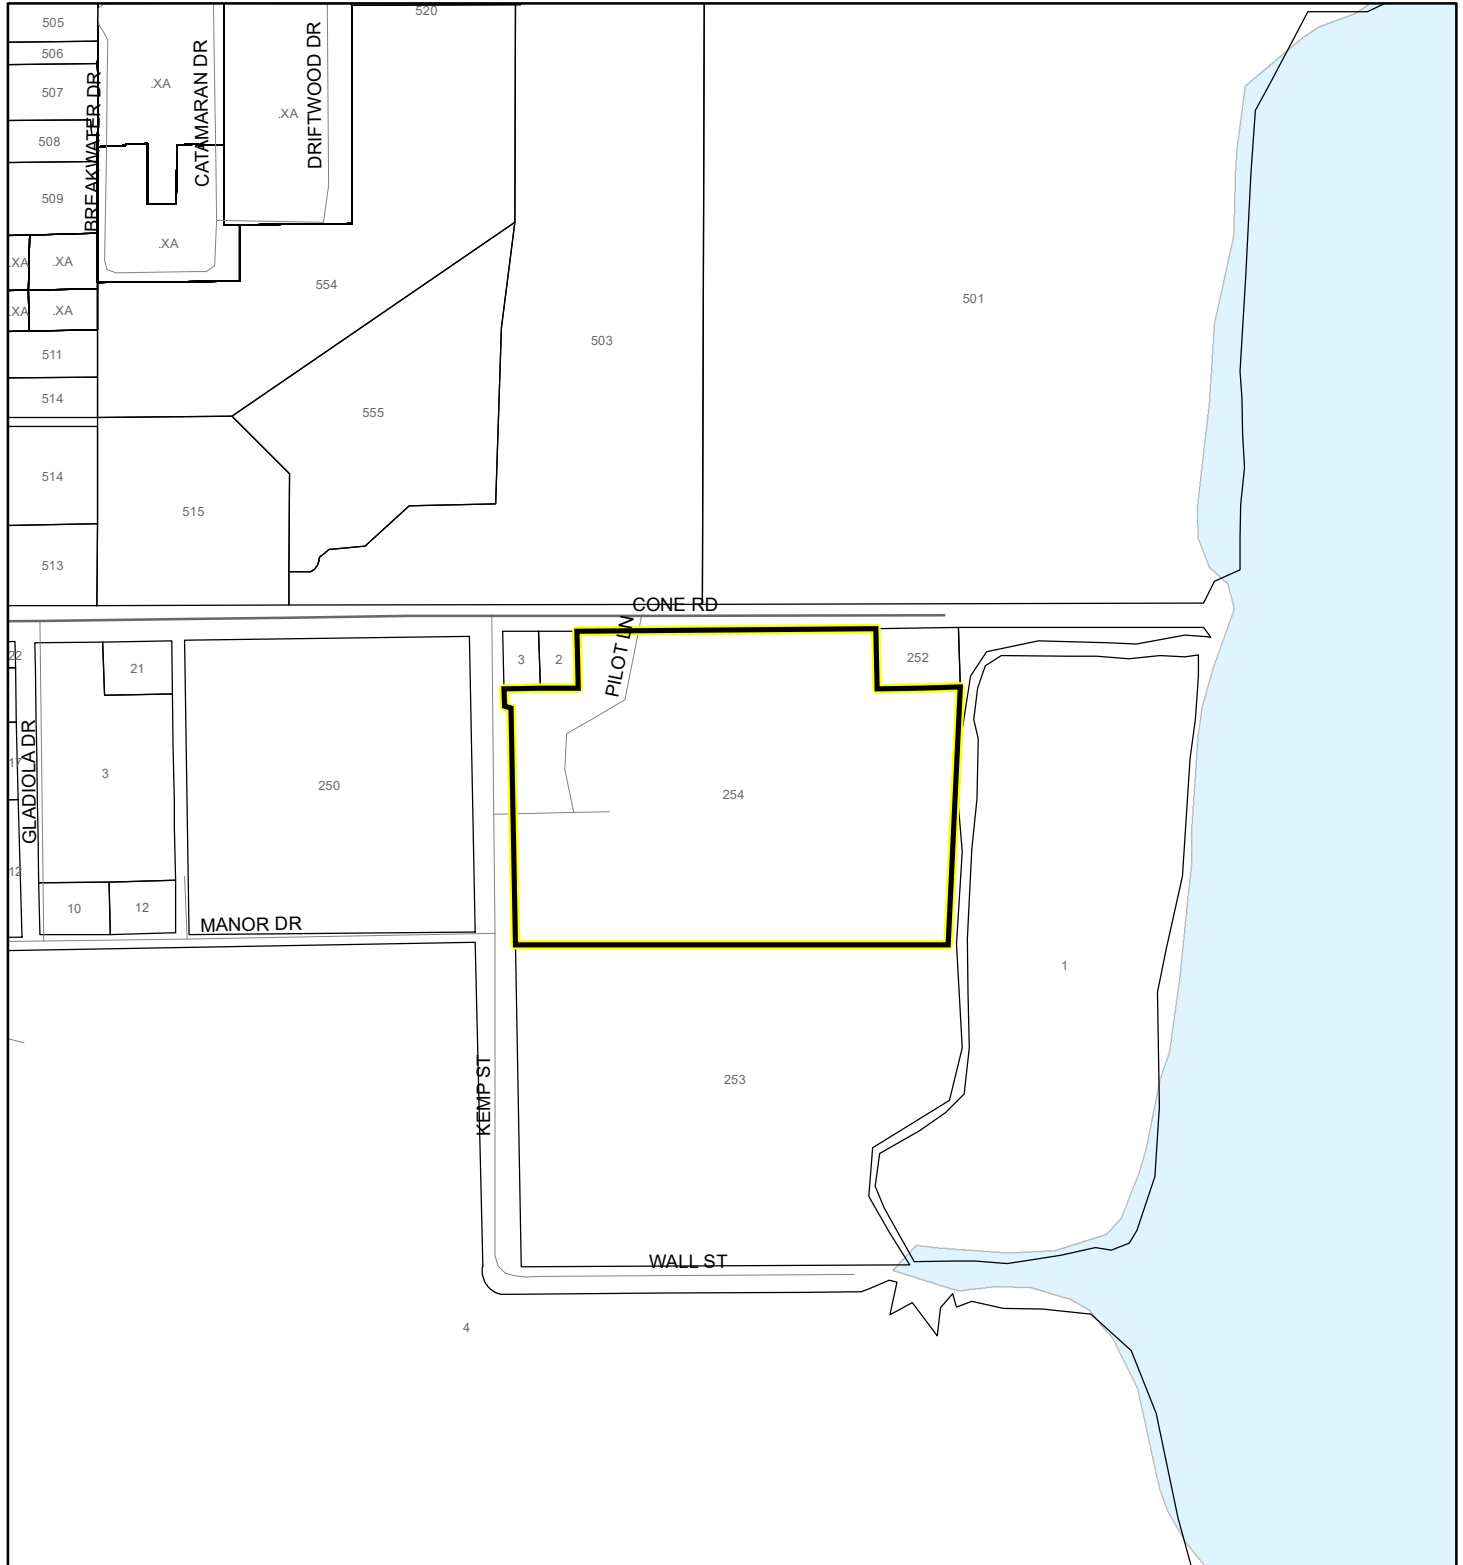 520
505
506
507
508
509
BREAKWATER DR
CATAMARAN DR
DRIFTWOOD DR
.XA
.XA
.XA
.XA
.XA
.XA
.XA
554
501
503
511
514
555
514
515
513
CONE RD
PILOT LN
22
21
3
2
252
17
GLADIOLA DR
3
250
254
12
10
12
MANOR DR
1
KEMP ST
253
WALL ST
4